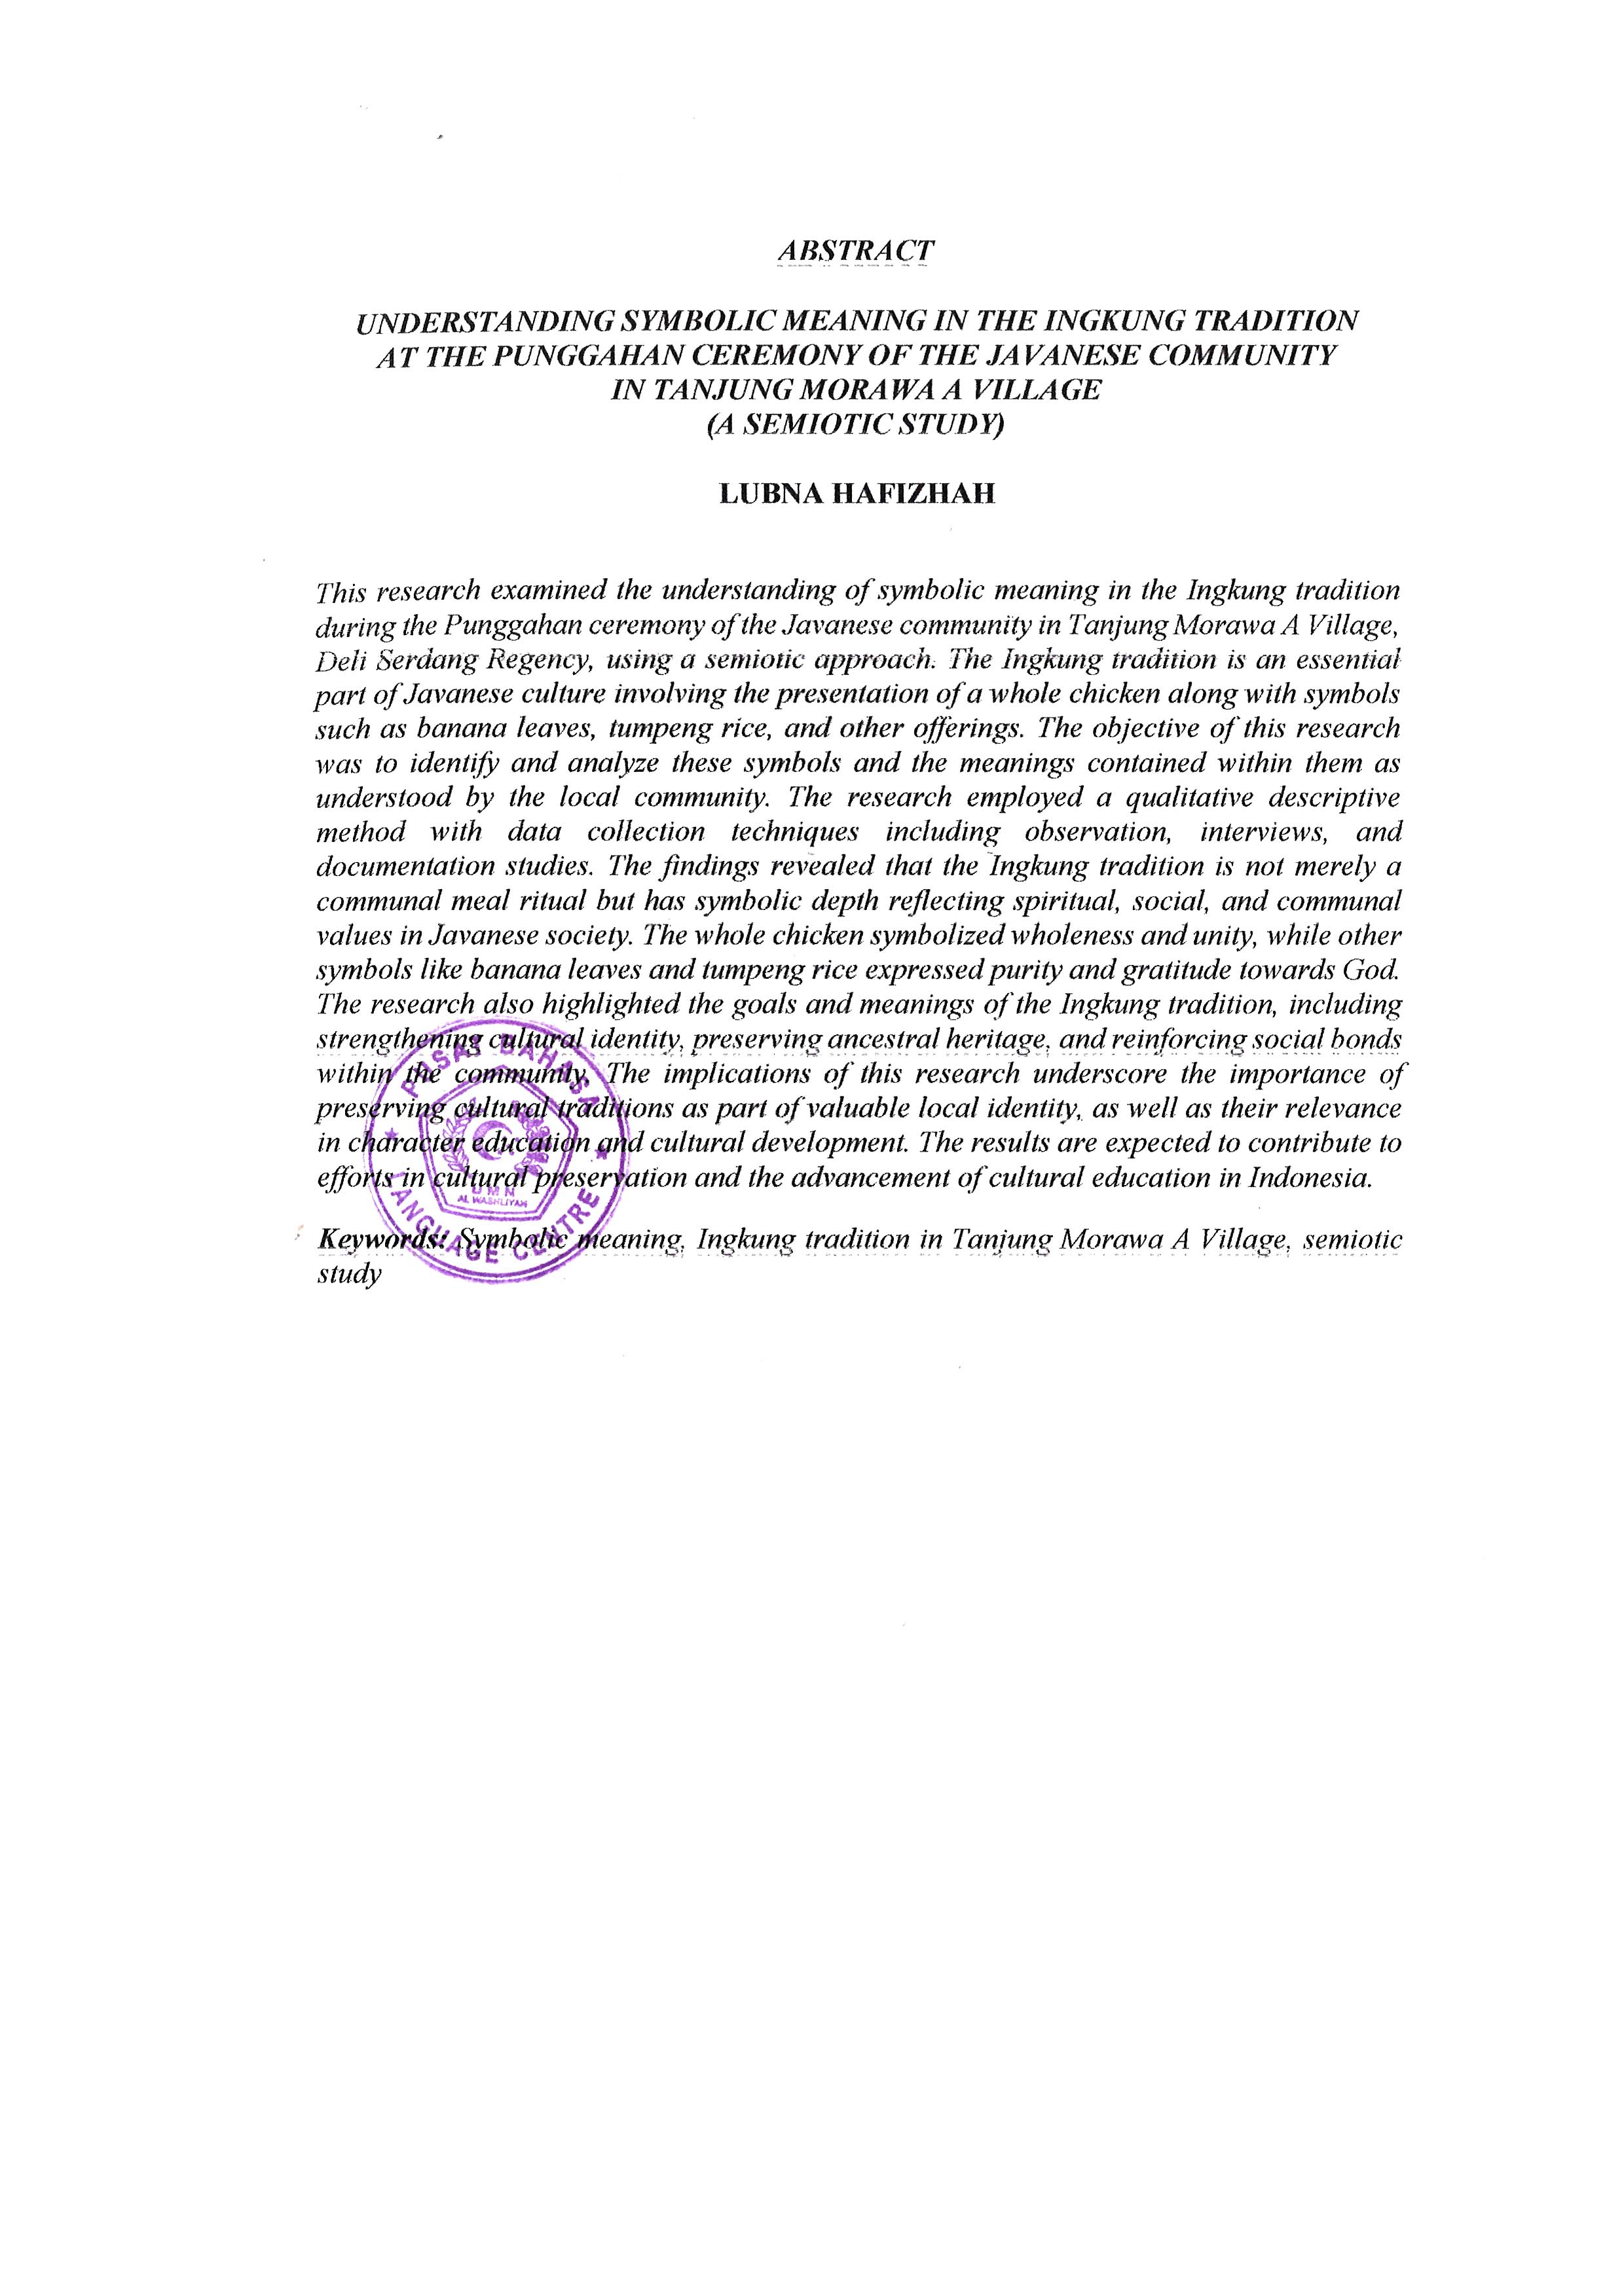 ABSTRACT
UNDERSTANDING SYMBOLIC MEANING IN THE INGKUNG TRADITION
AT THE PUNGGAHAN CEREMONY OF THE JAVANESE COMMUNITY
IN TANJUNG MORAWA A VILLAGE
(A SEMIOTIC STUDY)
LUBNA HAFIZHAH
This research examined the understanding of symbolic meaning in the Ingkung tradition
during the Punggahan ceremony of the Javanese community in Tanjung Morawa A Village,
Deli Serdang Regency, using a semiotic approach. The Ingkung tradition is an essential
part of Javanese culture involving the presentation of a whole chicken along with symbols
such as banana leaves, tumpeng rice, and other offerings. The objective of this research
was to identify and analyze these symbols and the meanings contained within them as
understood by the local community. The research employed a qualitative descriptive
method with data collection techniques including observation, interviews, and
documentation studies. The findings revealed that the Ingkung tradition is not merely a
communal meal ritual but has symbolic depth reflecting spiritual, social, and communal
values in Javanese society. The whole chicken symbolized wholeness and unity, while other
symbols like banana leaves and tumpeng rice expressed purity and gratitude towards God.
The research also highlighted the goals and meanings of the Ingkung tradition, including
strengthening cultural identity, preserving ancestral heritage, and reinforcing social bonds
within the community. The implications of this research underscore the importance of
preserving cultural traditions as part of valuable local identity, as well as their relevance
in character education and cultural development. The results are expected to contribute to
efforts in cultural preservation and the advancement of cultural education in Indonesia.
Keywords: Symbolic meaning, Ingkung tradition in Tanjung Morawa A Village, semiotic
study
PUSAT BAHASA
UMN
AL WASHLIYAH
LANGUAGE CENTRE